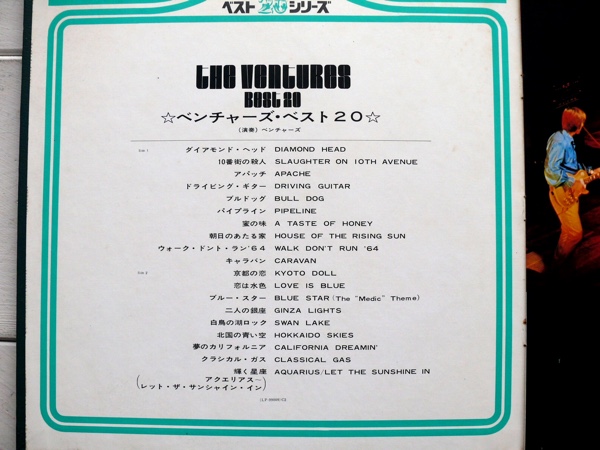 ベスト20シリーズ
THE VENTURES
BEST 20
☆ベンチャーズ・ベスト20☆
(演奏) ベンチャーズ
Side 1 ダイアモンド・ヘッド DIAMOND HEAD
10番街の殺人 SLAUGHTER ON 10TH AVENUE
アパッチ APACHE
ドライビング・ギター DRIVING GUITAR
ブルドッグ BULL DOG
パイプライン PIPELINE
蜜の味 A TASTE OF HONEY
朝日のあたる家 HOUSE OF THE RISING SUN
ウォーク・ドント・ラン'64 WALK DON'T RUN '64
キャラバン CARAVAN
Side 2 京都の恋 KYOTO DOLL
恋は水色 LOVE IS BLUE
ブルー・スター BLUE STAR (The "Medic" Theme)
二人の銀座 GINZA LIGHTS
白鳥の湖ロック SWAN LAKE
北国の青い空 HOKKAIDO SKIES
夢のカリフォルニア CALIFORNIA DREAMIN'
クラシカル・ガス CLASSICAL GAS
輝く星座 AQUARIUS/LET THE SUNSHINE IN
(アクエリアス〜
レット・ザ・サンシャイン・イン)